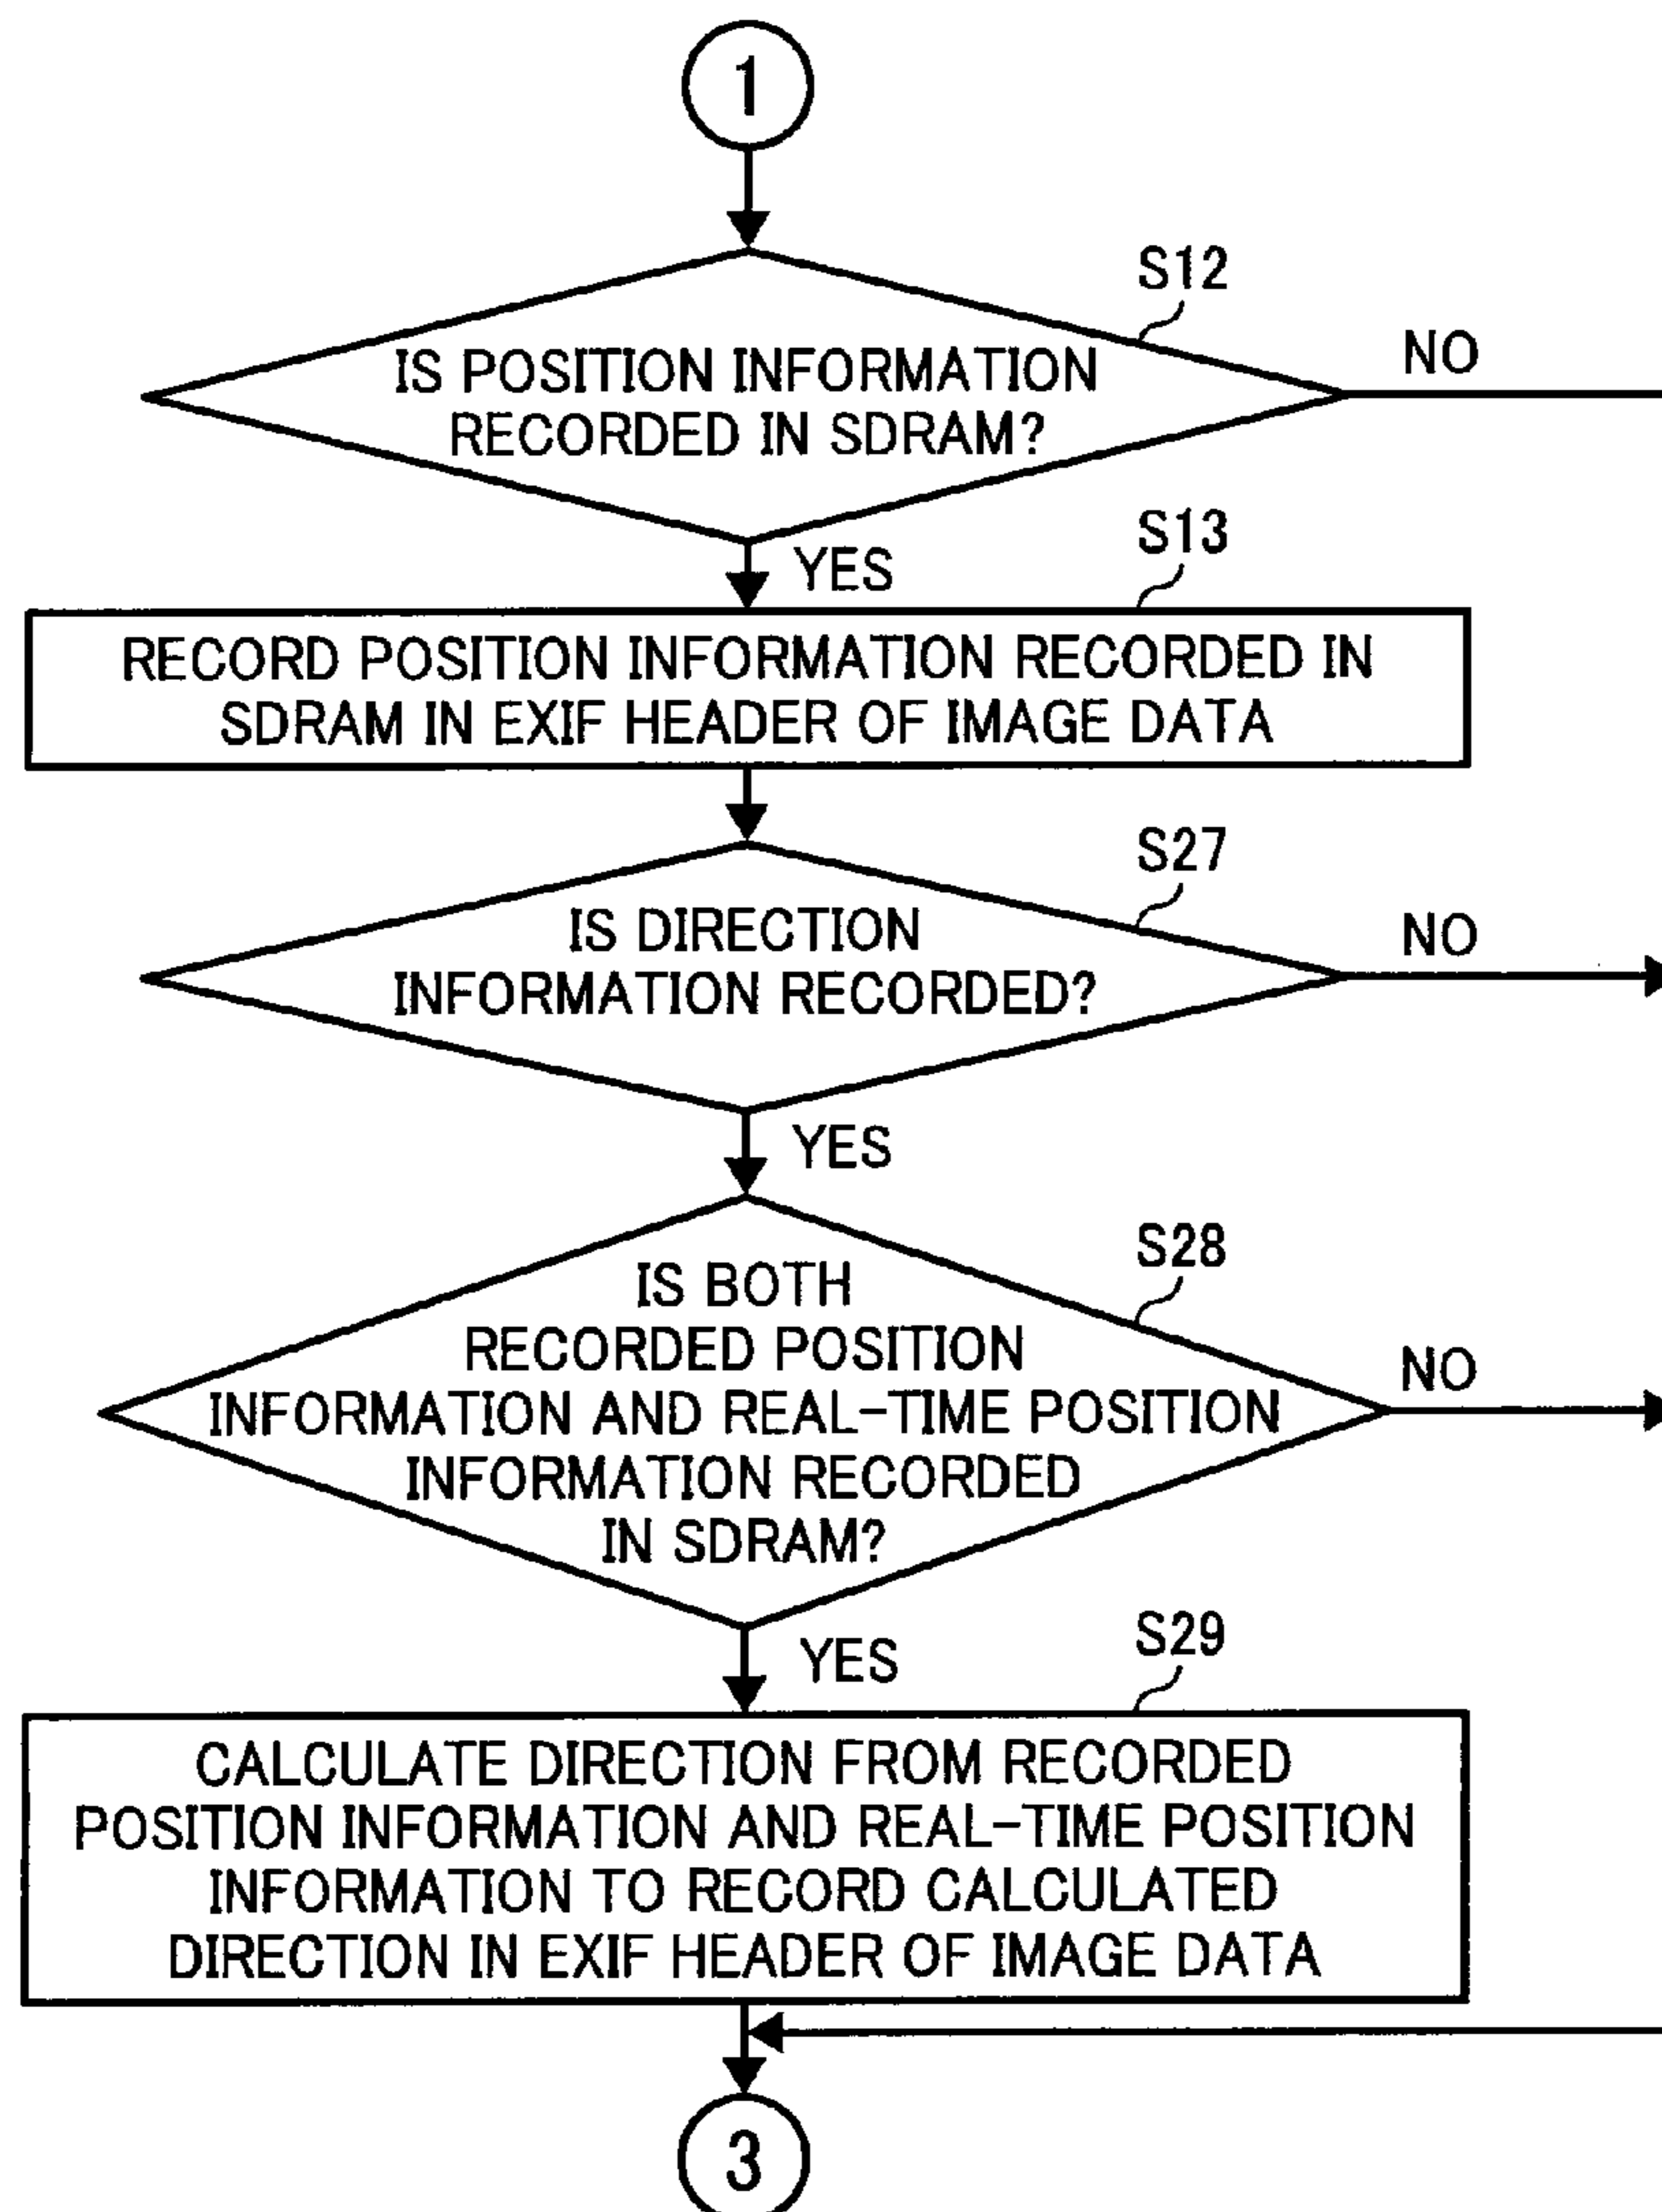 1
S12
IS POSITION INFORMATION
RECORDED IN SDRAM?
NO
YES
S13
RECORD POSITION INFORMATION RECORDED IN
SDRAM IN EXIF HEADER OF IMAGE DATA
S27
IS DIRECTION
INFORMATION RECORDED?
NO
YES
S28
IS BOTH
RECORDED POSITION
INFORMATION AND REAL-TIME POSITION
INFORMATION RECORDED
IN SDRAM?
NO
YES
S29
CALCULATE DIRECTION FROM RECORDED
POSITION INFORMATION AND REAL-TIME POSITION
INFORMATION TO RECORD CALCULATED
DIRECTION IN EXIF HEADER OF IMAGE DATA
3